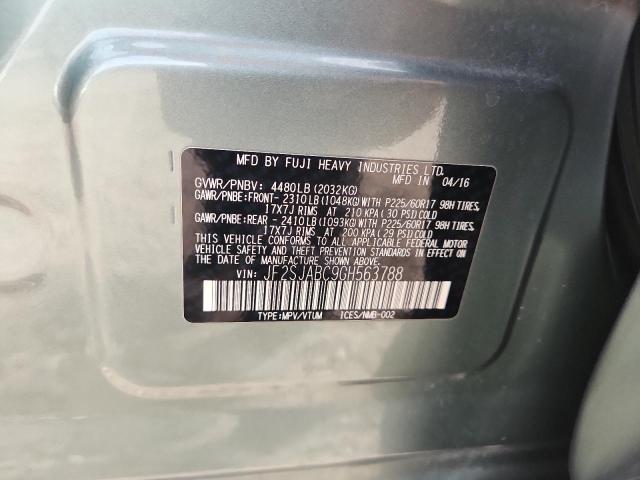 MFD BY FUJI HEAVY INDUSTRIES LTD.
MFD IN 04/16
GVWR/PNBV: 4480LB (2032KG)
GAWR/PNBE:FRONT- 2310LB (1048KG) WITH P225/60R17 98H TIRES
17X7J RIMS AT 210 KPA (30 PSI) COLD
GAWR/PNBE:REAR - 2410LB (1093KG) WITH P225/60R17 98H TIRES
17X7J RIMS AT 200 KPA (29 PSI) COLD
THIS VEHICLE CONFORMS TO ALL APPLICABLE FEDERAL MOTOR
VEHICLE SAFETY AND THEFT PREVENTION STANDARDS IN EFFECT ON
THE DATE OF MANUFACTURE SHOWN ABOVE.
VIN: JF2SJABC9GH563788
TYPE:MPV/VTUM ICES/NMB-002